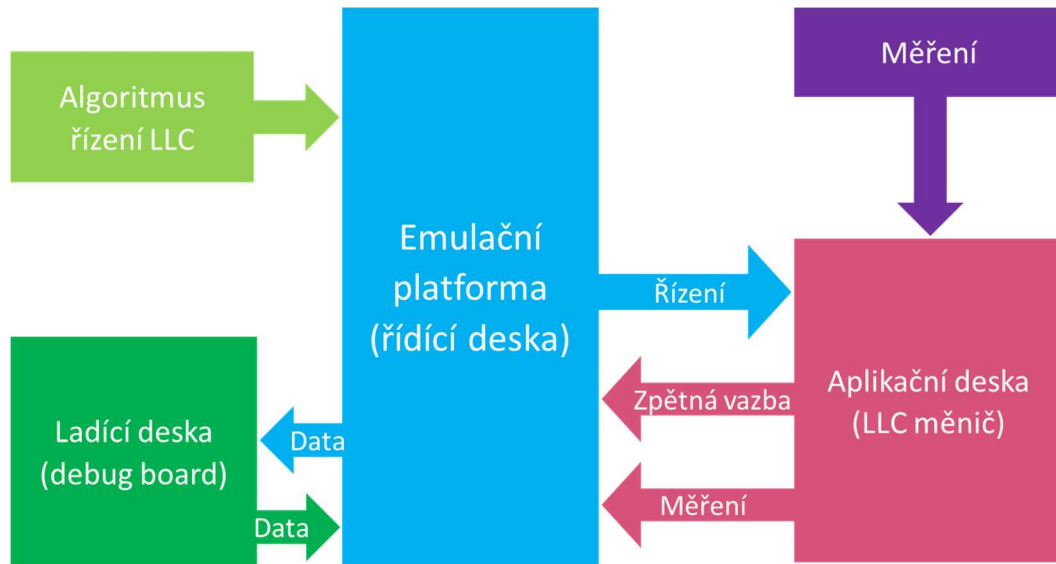 Algoritmus
řízení LLC
Emulační
platforma
(řídící deska)
Měření
Řízení
Zpětná vazba
Měření
Aplikační deska
(LLC měnič)
Ladící deska
(debug board)
Data
Data